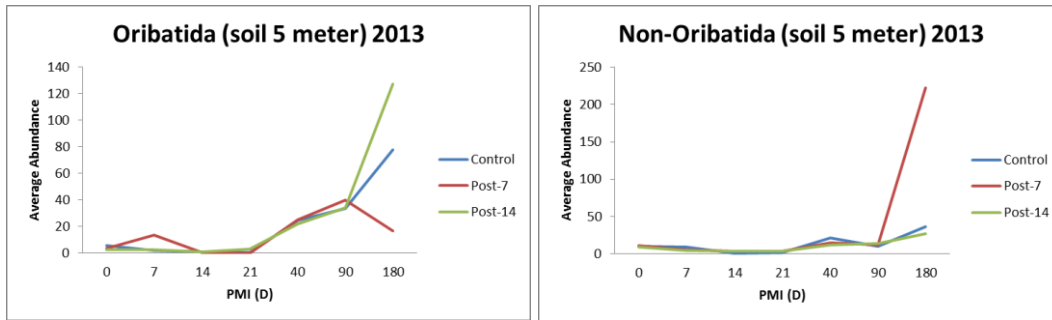 Oribatida (soil 5 meter) 2013
140
120
100
80
60
40
20
0
Average Abundance
0 7 14 21 40 90 180
PMI (D)
Control
Post-7
Post-14
Non-Oribatida (soil 5 meter) 2013
250
200
150
100
50
0
Average Abundance
0 7 14 21 40 90 180
PMI (D)
Control
Post-7
Post-14